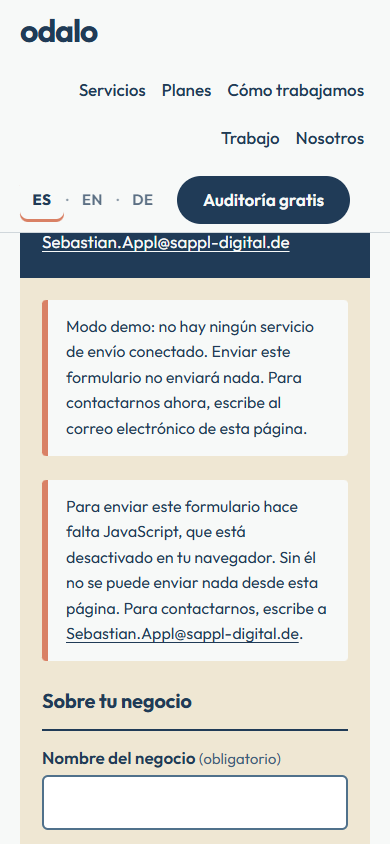 odalo
Servicios Planes Cómo trabajamos
Trabajo Nosotros
ES · EN · DE Auditoría gratis
Sebastian.Appl@sappl-digital.de
Modo demo: no hay ningún servicio
de envío conectado. Enviar este
formulario no enviará nada. Para
contactarnos ahora, escribe al
correo electrónico de esta página.
Para enviar este formulario hace
falta JavaScript, que está
desactivado en tu navegador. Sin él
no se puede enviar nada desde esta
página. Para contactarnos, escribe a
Sebastian.Appl@sappl-digital.de.
Sobre tu negocio
Nombre del negocio (obligatorio)